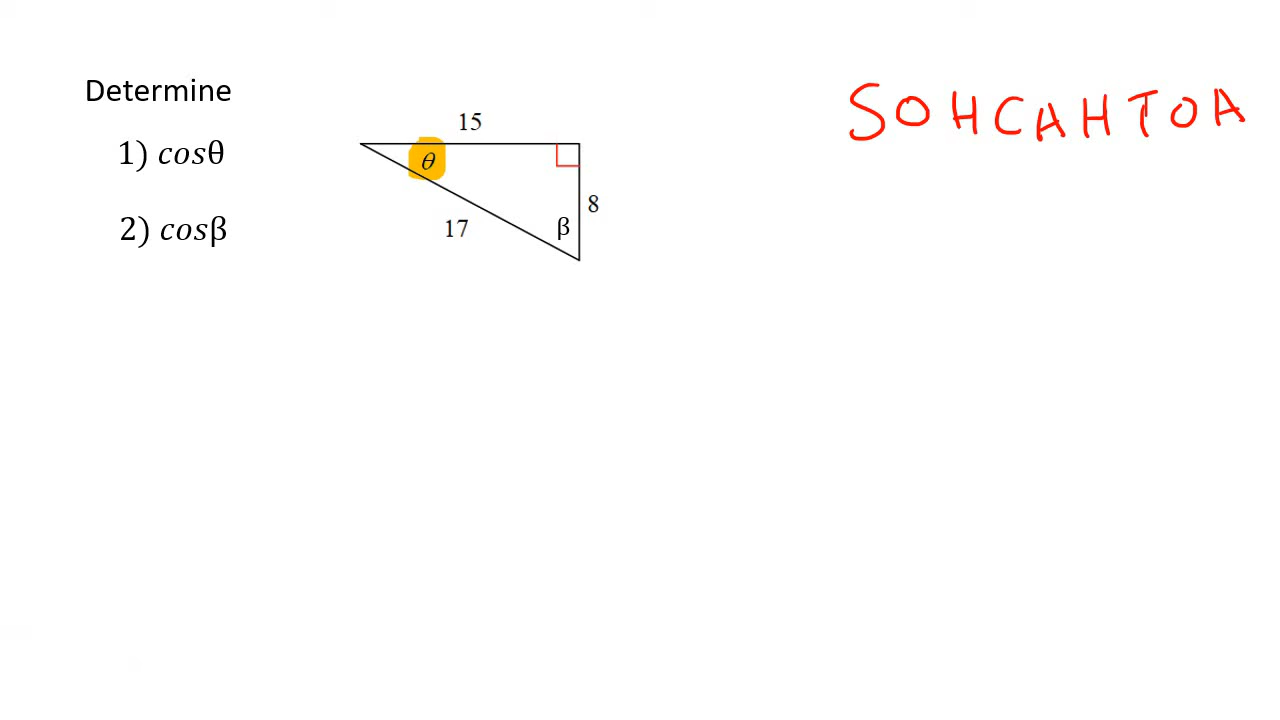 Determine
SOHCAHTOA
15
1) cosθ
θ
8
2) cosβ
17
β